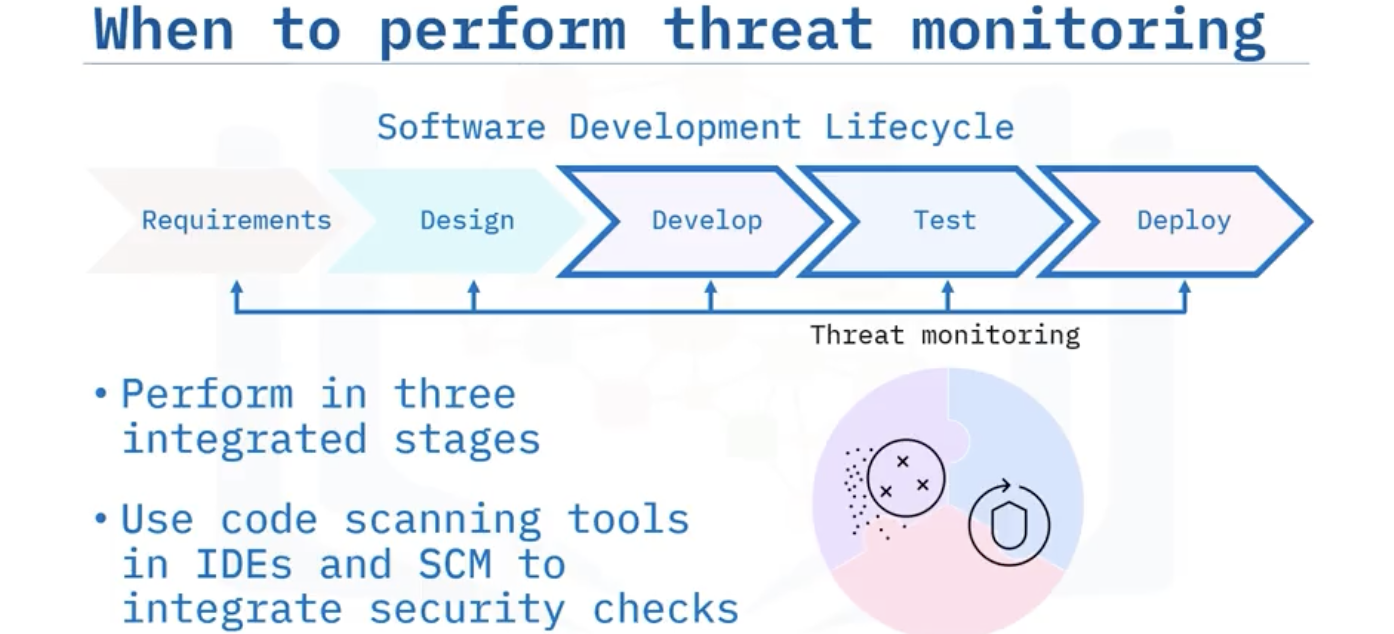 When to perform threat monitoring
Software Development Lifecycle
Requirements
Design
Develop
Test
Deploy
Threat monitoring
• Perform in three
integrated stages
• Use code scanning tools
in IDEs and SCM to
integrate security checks